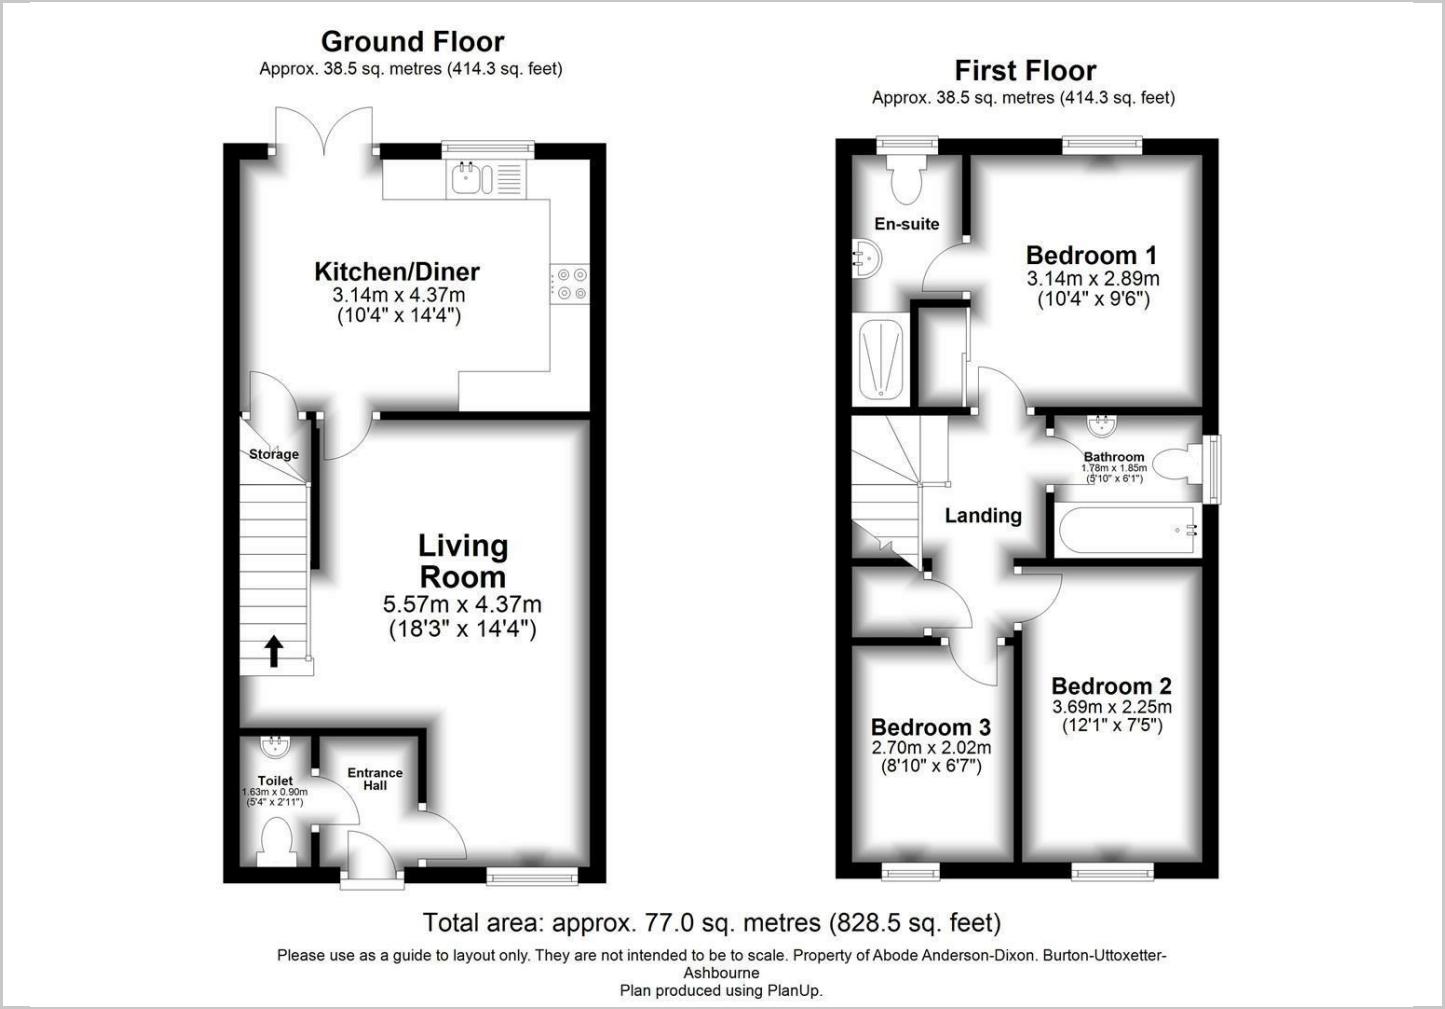 Ground Floor
Approx. 38.5 sq. metres (414.3 sq. feet)
Kitchen/Diner
3.14m x 4.37m
(10'4" x 14'4")
Storage
Living
Room
5.57m x 4.37m
(18'3" x 14'4")
Toilet
1.63m x 0.90m
(5'4" x 2'11")
Entrance
Hall
First Floor
Approx. 38.5 sq. metres (414.3 sq. feet)
En-suite
Bedroom 1
3.14m x 2.89m
(10'4" x 9'6")
Bathroom
1.78m x 1.85m
(5'10" x 6'1")
Landing
Bedroom 2
3.69m x 2.25m
(12'1" x 7'5")
Bedroom 3
2.70m x 2.02m
(8'10" x 6'7")
Total area: approx. 77.0 sq. metres (828.5 sq. feet)
Please use as a guide to layout only. They are not intended to be to scale. Property of Abode Anderson-Dixon. Burton-Uttoxetter-
Ashbourne
Plan produced using PlanUp.